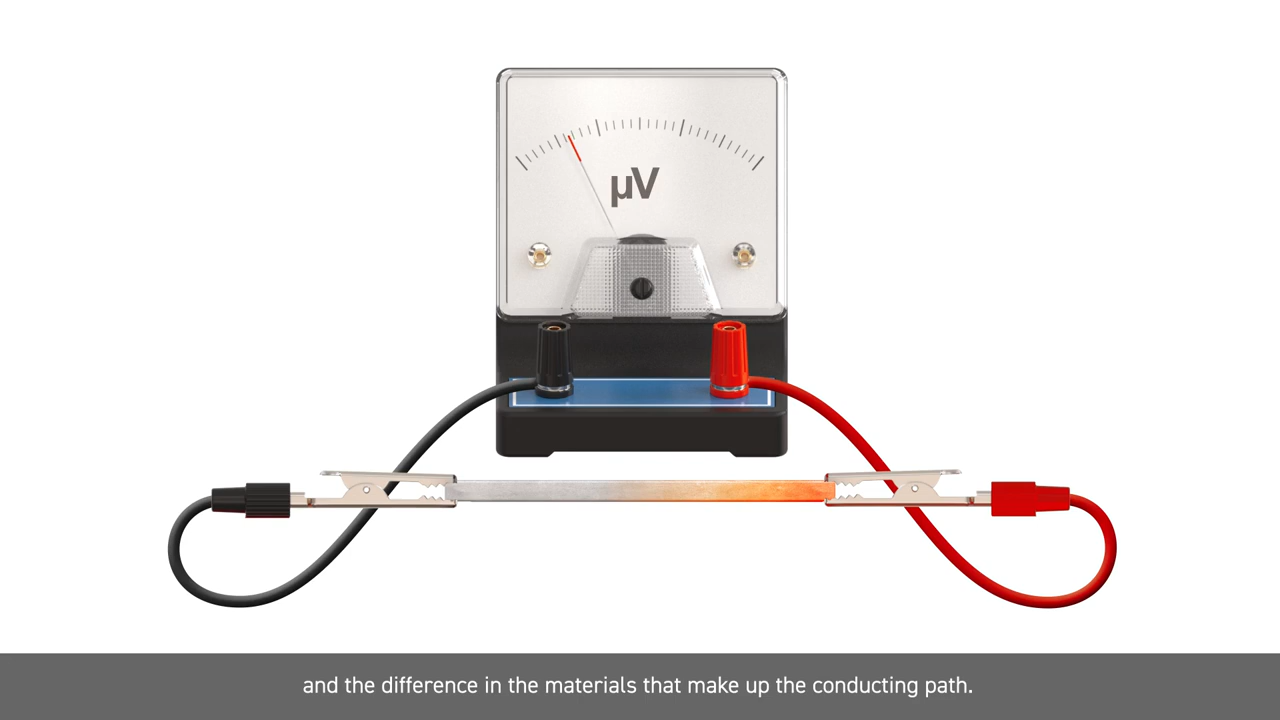 µV
and the difference in the materials that make up the conducting path.